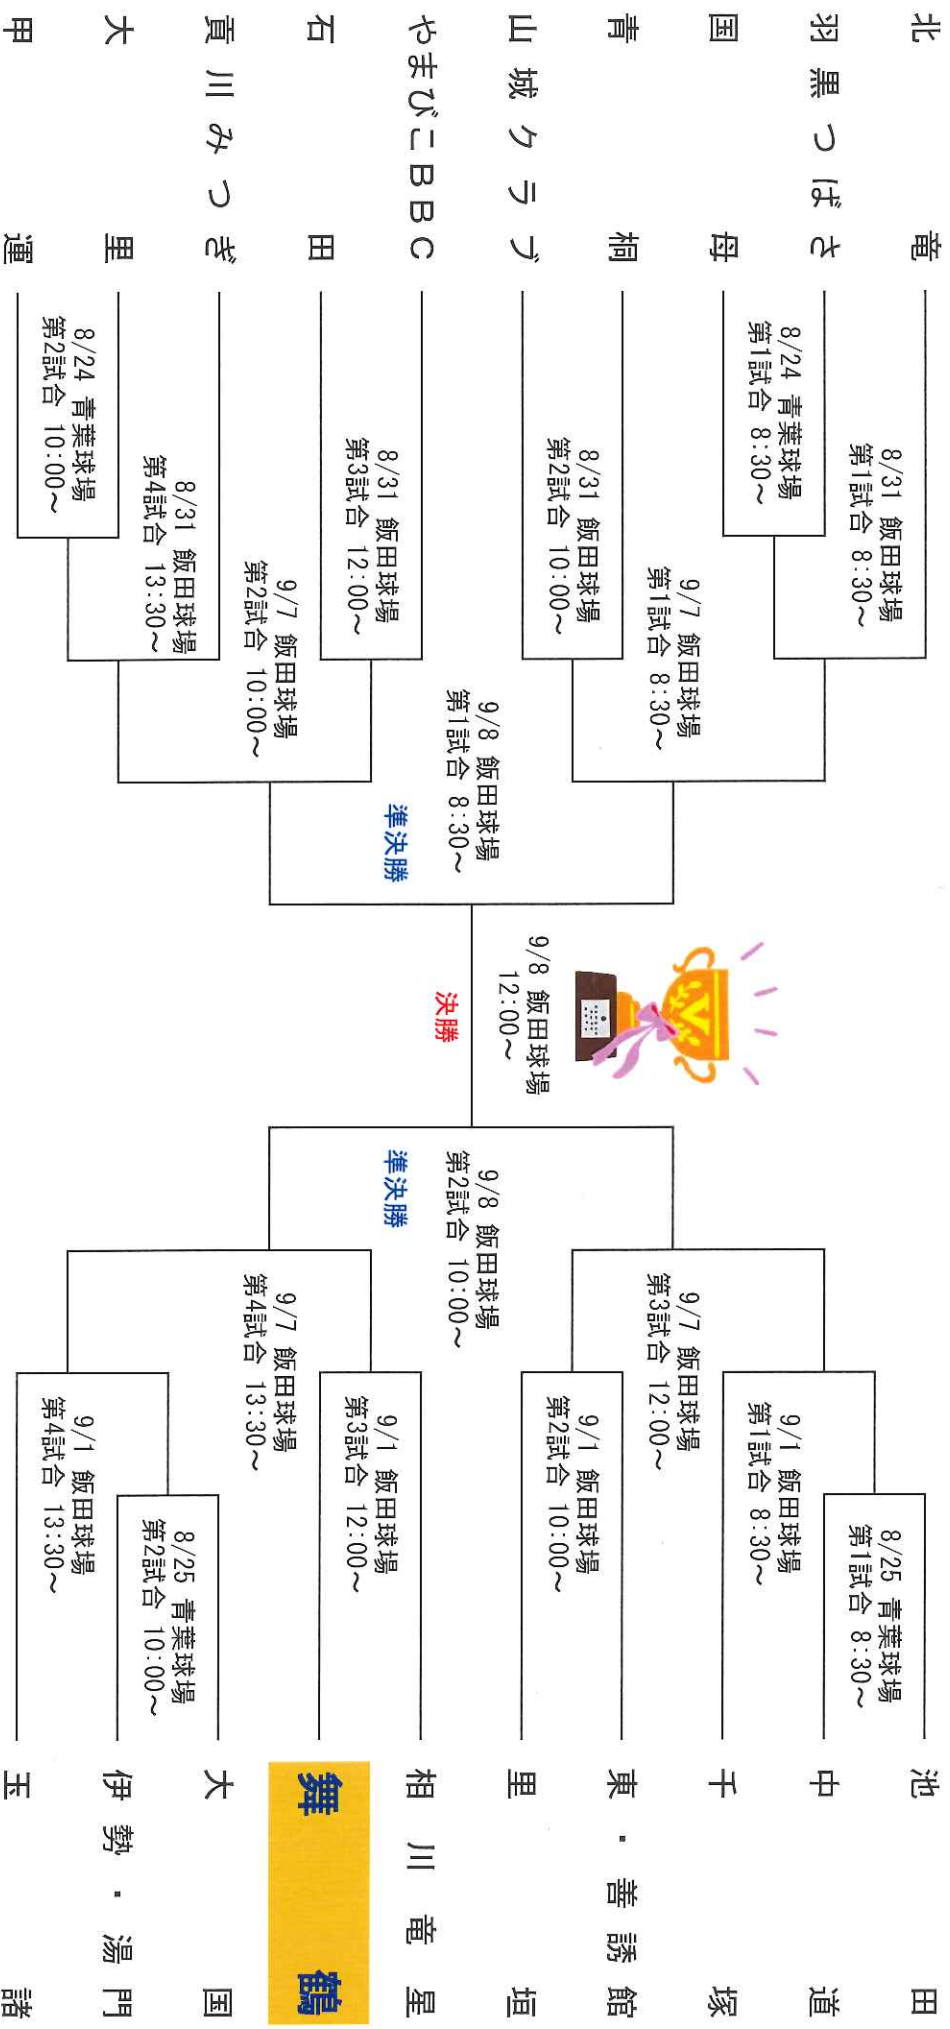 北竜
8/31 飯田球場
第1試合 8:30～
羽黒つばさ
8/24 青葉球場
第1試合 8:30～
国母
9/7 飯田球場
第1試合 8:30～
青桐
8/31 飯田球場
第2試合 10:00～
山城クラブ
9/8 飯田球場
第1試合 8:30～
準決勝
やまびこBBC
8/31 飯田球場
第3試合 12:00～
石田
9/7 飯田球場
第2試合 10:00～
貢川みつぎ
8/31 飯田球場
第4試合 13:30～
大里
8/24 青葉球場
第2試合 10:00～
甲運
9/8 飯田球場
12:00～
決勝
池田
8/25 青葉球場
第1試合 8:30～
中道
9/1 飯田球場
第1試合 8:30～
千塚
9/7 飯田球場
第3試合 12:00～
東・善誘館
9/1 飯田球場
第2試合 10:00～
里垣
9/8 飯田球場
第2試合 10:00～
準決勝
相川竜星
9/1 飯田球場
第3試合 12:00～
舞鶴
9/7 飯田球場
第4試合 13:30～
大国
8/25 青葉球場
第2試合 10:00～
伊勢・湯門
9/1 飯田球場
第4試合 13:30～
玉諸